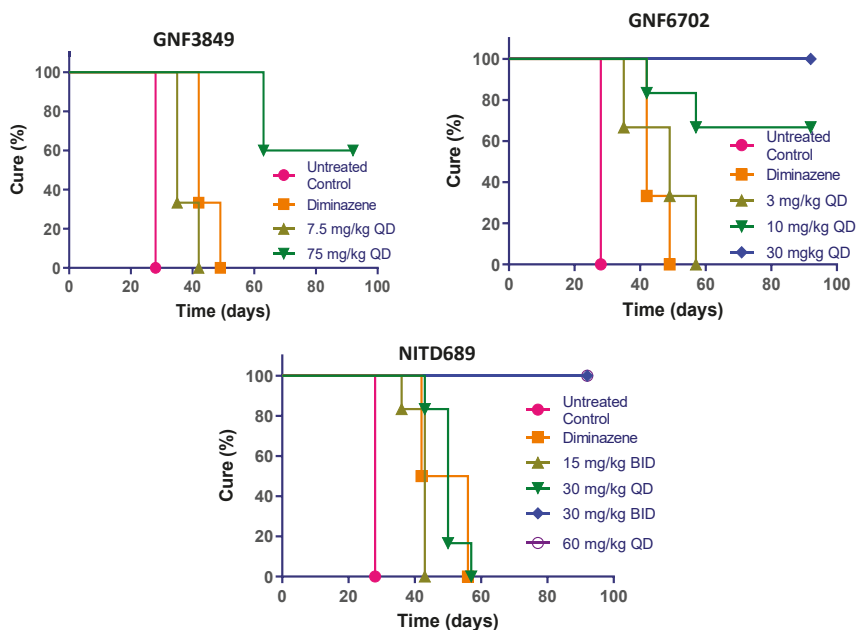 GNF3849
Cure (%)
100
80
60
40
20
0
0 20 40 60 80 100
Time (days)
Untreated
Control
Diminazene
7.5 mg/kg QD
75 mg/kg QD
GNF6702
Cure (%)
100
80
60
40
20
0
0 20 40 60 80 100
Time (days)
Untreated
Control
Diminazene
3 mg/kg QD
10 mg/kg QD
30 mgkg QD
NITD689
Cure (%)
100
80
60
40
20
0
0 20 40 60 80 100
Time (days)
Untreated
Control
Diminazene
15 mg/kg BID
30 mg/kg QD
30 mg/kg BID
60 mg/kg QD